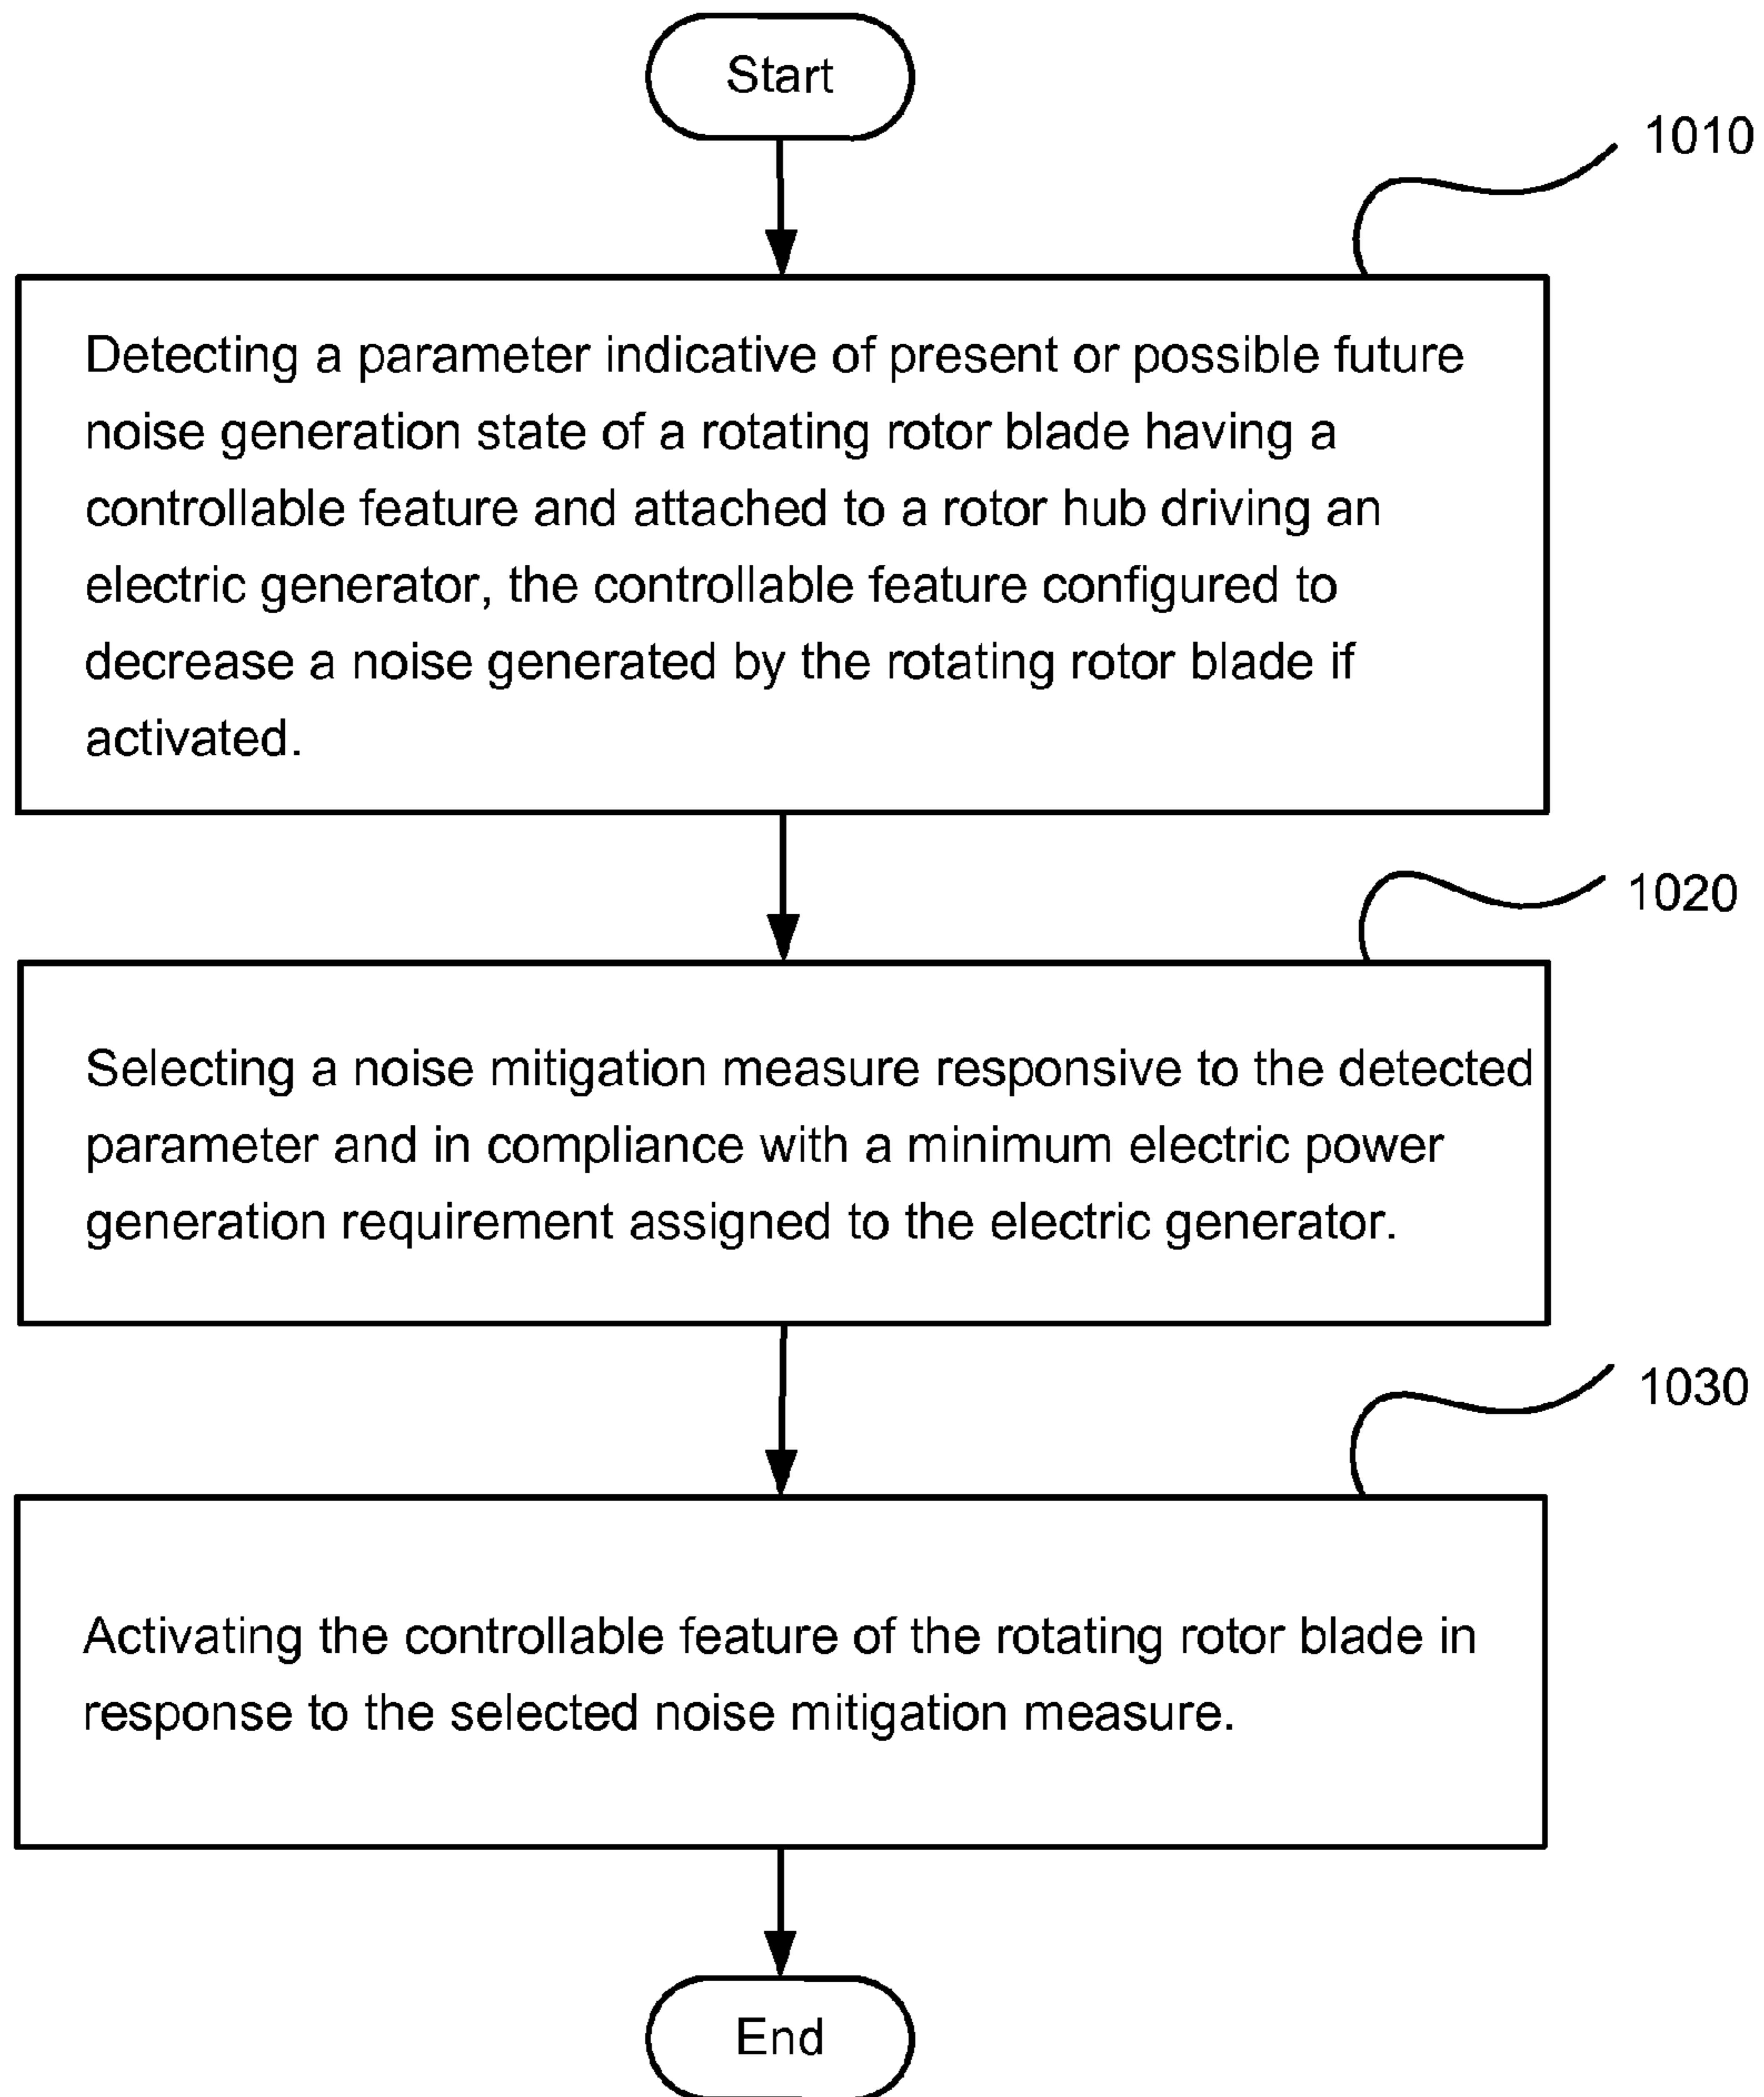 Start
1010
Detecting a parameter indicative of present or possible future
noise generation state of a rotating rotor blade having a
controllable feature and attached to a rotor hub driving an
electric generator, the controllable feature configured to
decrease a noise generated by the rotating rotor blade if
activated.
1020
Selecting a noise mitigation measure responsive to the detected
parameter and in compliance with a minimum electric power
generation requirement assigned to the electric generator.
1030
Activating the controllable feature of the rotating rotor blade in
response to the selected noise mitigation measure.
End